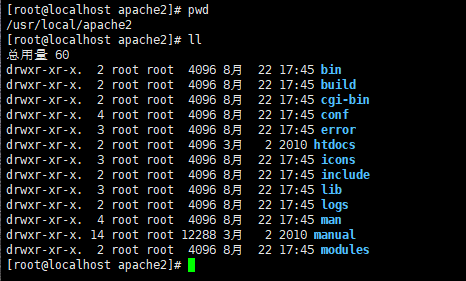 [root@localhost apache2]# pwd
/usr/local/apache2
[root@localhost apache2]# ll
总用量 60
drwxr-xr-x.  2 root root  4096 8月  22 17:45 bin
drwxr-xr-x.  2 root root  4096 8月  22 17:45 build
drwxr-xr-x.  2 root root  4096 8月  22 17:45 cgi-bin
drwxr-xr-x.  4 root root  4096 8月  22 17:45 conf
drwxr-xr-x.  3 root root  4096 8月  22 17:45 error
drwxr-xr-x.  2 root root  4096 3月   2 2010 htdocs
drwxr-xr-x.  3 root root  4096 8月  22 17:45 icons
drwxr-xr-x.  2 root root  4096 8月  22 17:45 include
drwxr-xr-x.  3 root root  4096 8月  22 17:45 lib
drwxr-xr-x.  2 root root  4096 8月  22 17:45 logs
drwxr-xr-x.  4 root root  4096 8月  22 17:45 man
drwxr-xr-x. 14 root root 12288 3月   2 2010 manual
drwxr-xr-x.  2 root root  4096 8月  22 17:45 modules
[root@localhost apache2]#